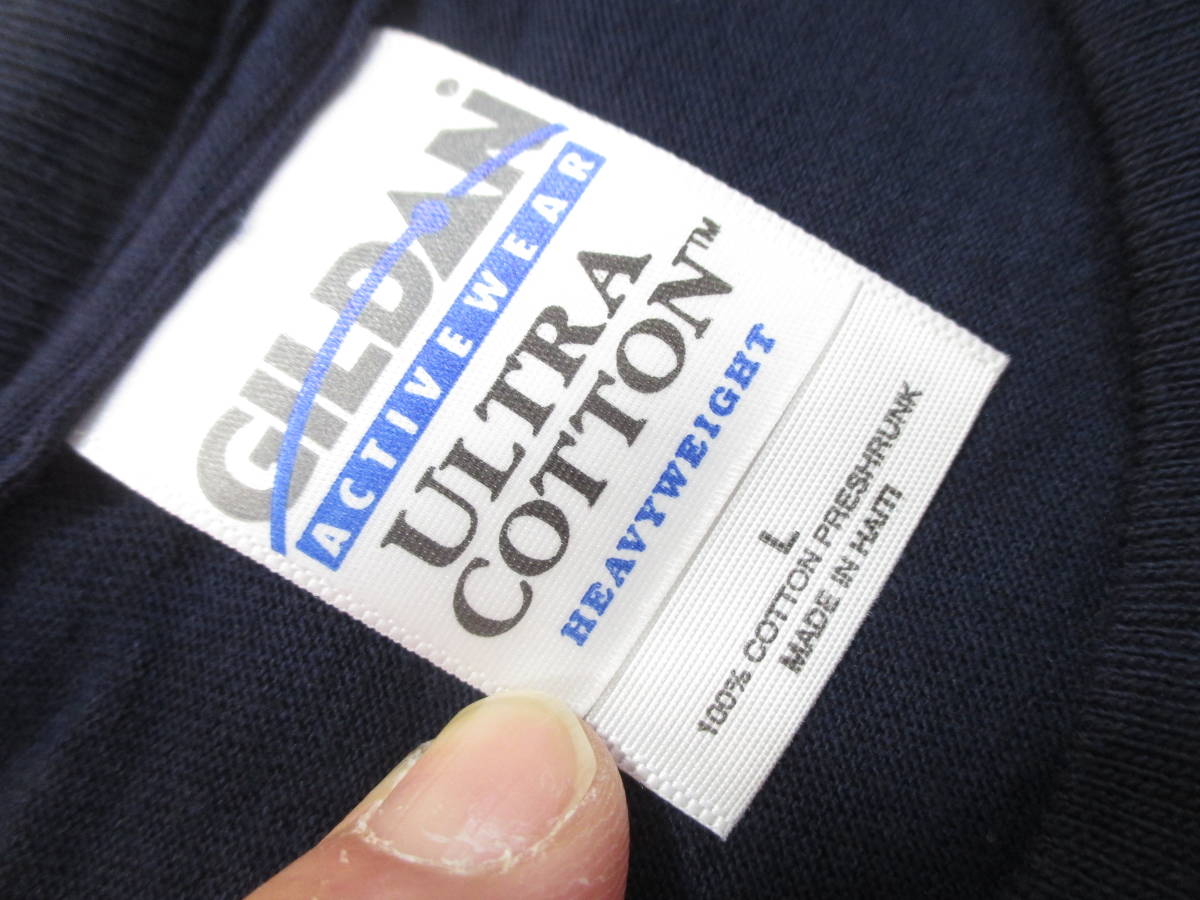 GILDAN
ACTIVEWEAR
ULTRA
COTTON™
HEAVYWEIGHT
L
100% COTTON PRESHRUNK
MADE IN HAITI